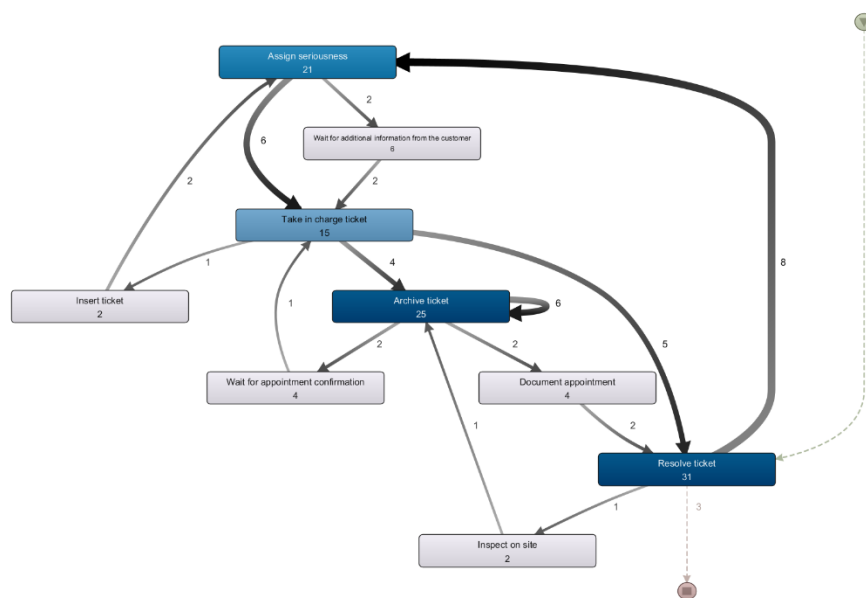 Assign seriousness
21
2
Wait for additional information from the customer
6
6
2
2
8
Take in charge ticket
15
1
4
Insert ticket
2
1
Archive ticket
25
6
5
2
2
Wait for appointment confirmation
4
Document appointment
4
1
2
Resolve ticket
31
1
3
Inspect on site
2